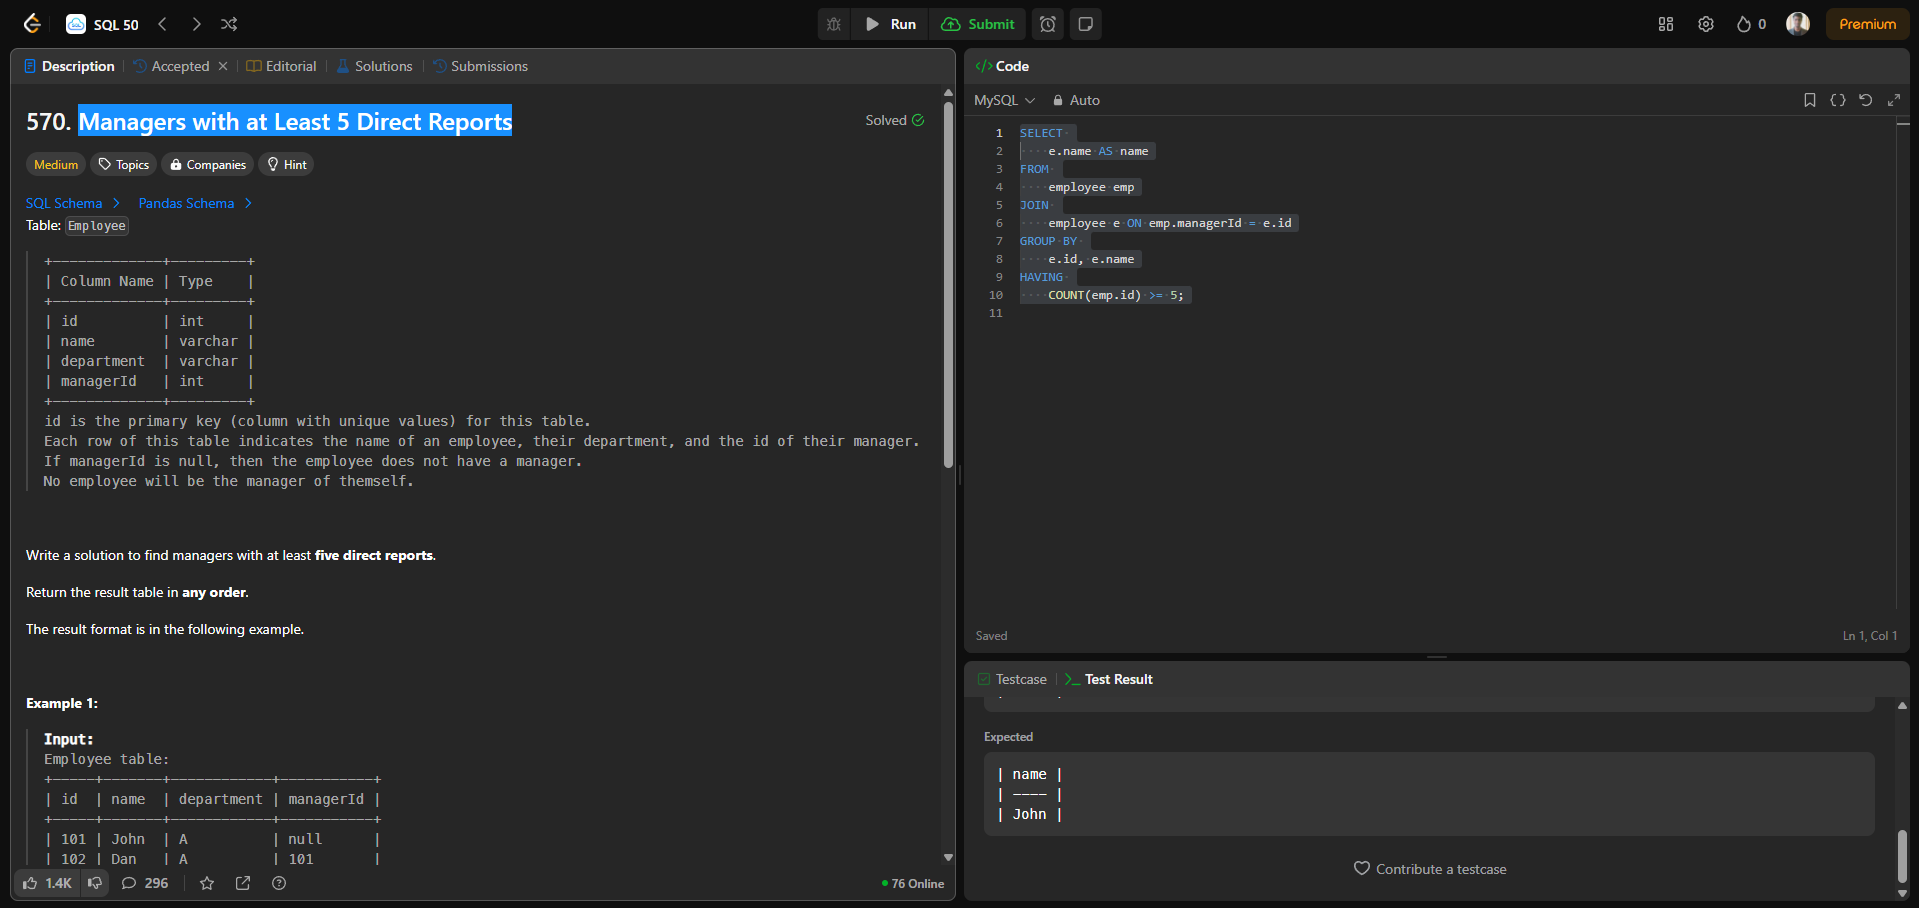 SQL 50
Run
Submit
0
Premium
Description
Accepted
Editorial
Solutions
Submissions
570. Managers with at Least 5 Direct Reports
Solved
Medium
Topics
Companies
Hint
SQL Schema
Pandas Schema
Table: Employee
+-------------+---------+
| Column Name | Type    |
+-------------+---------+
| id          | int     |
| name        | varchar |
| department  | varchar |
| managerId   | int     |
+-------------+---------+
id is the primary key (column with unique values) for this table.
Each row of this table indicates the name of an employee, their department, and the id of their manager.
If managerId is null, then the employee does not have a manager.
No employee will be the manager of themself.
Write a solution to find managers with at least five direct reports.
Return the result table in any order.
The result format is in the following example.
Example 1:
Input:
Employee table:
+-----+-------+------------+-----------+
| id  | name  | department | managerId |
+-----+-------+------------+-----------+
| 101 | John  | A          | null      |
| 102 | Dan   | A          | 101       |
1.4K
296
76 Online
</> Code
MySQL
Auto
{}
1 SELECT
2     e.name AS name
3 FROM
4     employee emp
5 JOIN
6     employee e ON emp.managerId = e.id
7 GROUP BY
8     e.id, e.name
9 HAVING
10     COUNT(emp.id) >= 5;
11
Saved
Ln 1, Col 1
Testcase
>_ Test Result
Expected
| name |
| ---- |
| John |
Contribute a testcase